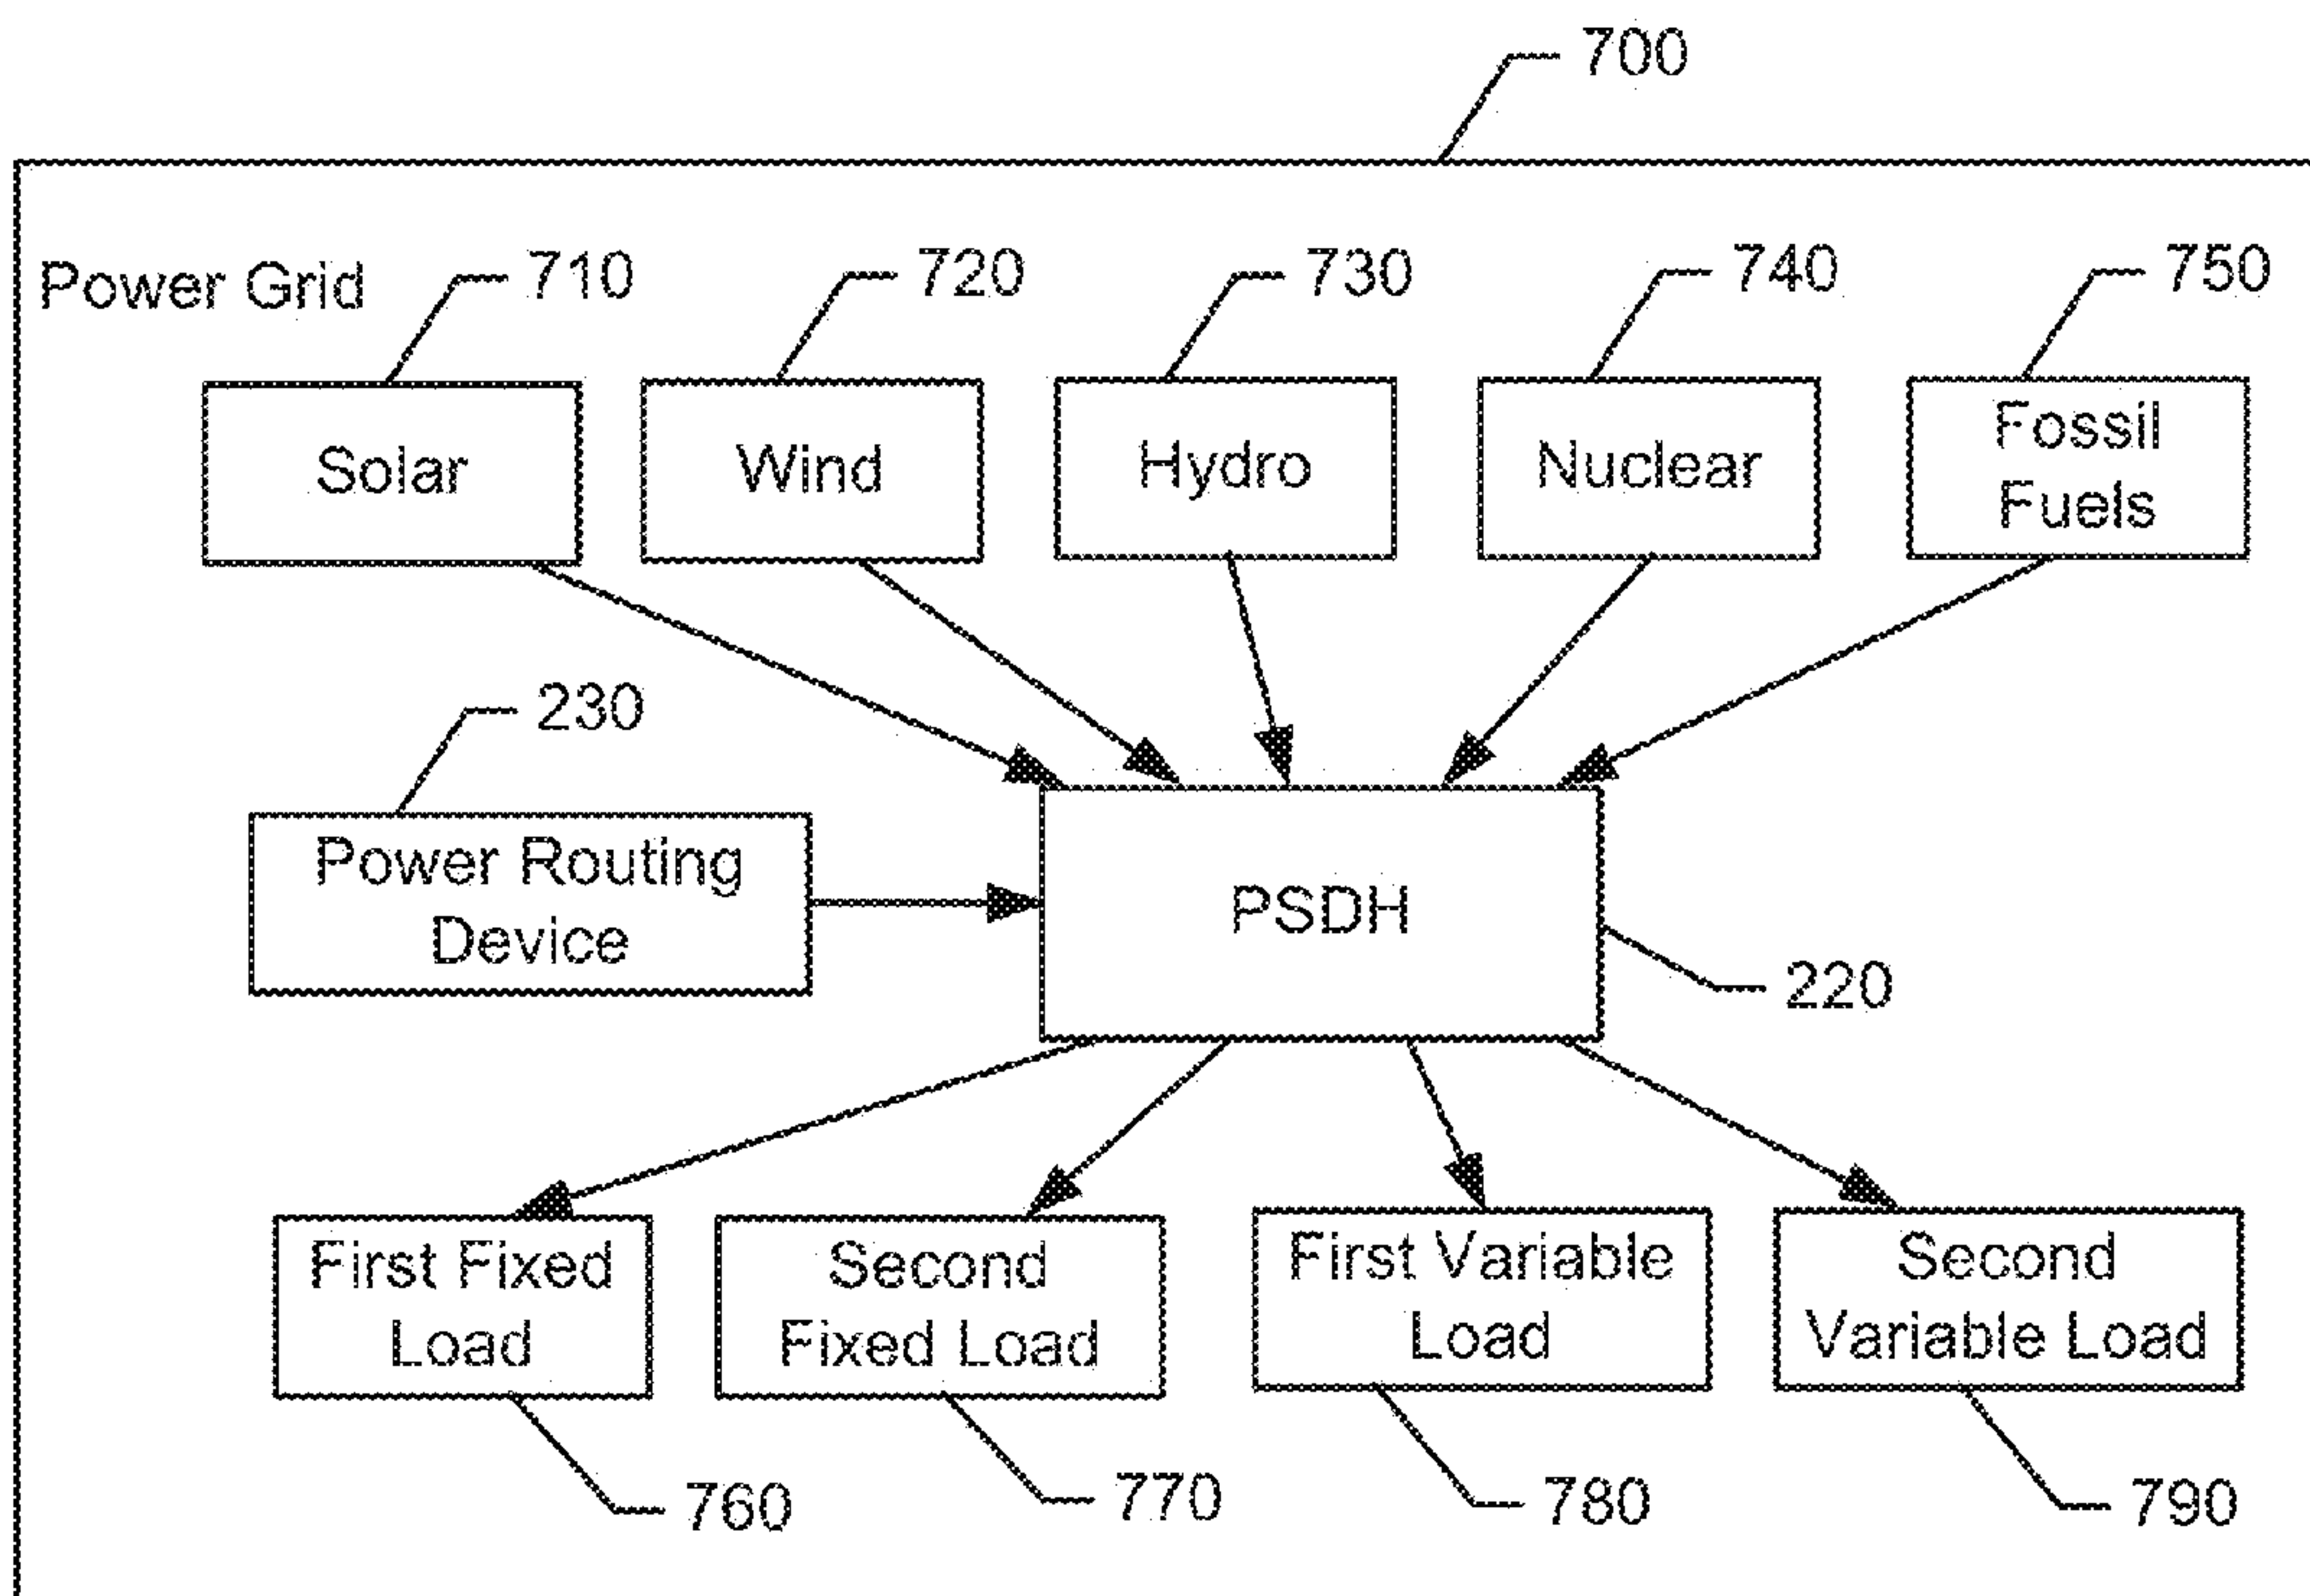 700
Power Grid
710
720
730
740
750
Solar
Wind
Hydro
Nuclear
Fossil
Fuels
230
Power Routing
Device
PSDH
220
First Fixed
Load
Second
Fixed Load
First Variable
Load
Second
Variable Load
760
770
780
790